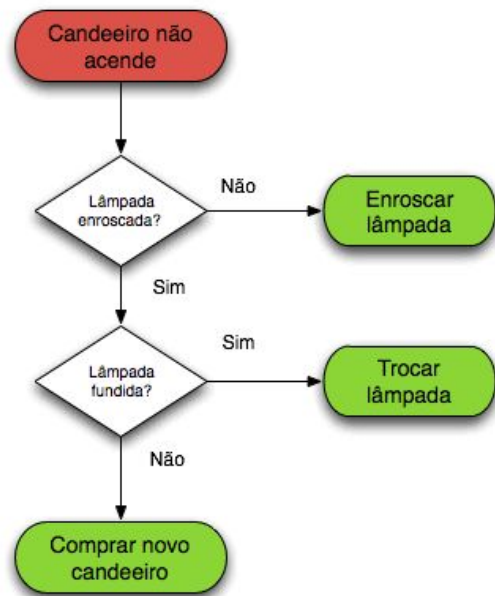 Candeeiro não
acende
Lâmpada
enroscada?
Não
Enroscar
lâmpada
Sim
Lâmpada
fundida?
Sim
Trocar
lâmpada
Não
Comprar novo
candeeiro